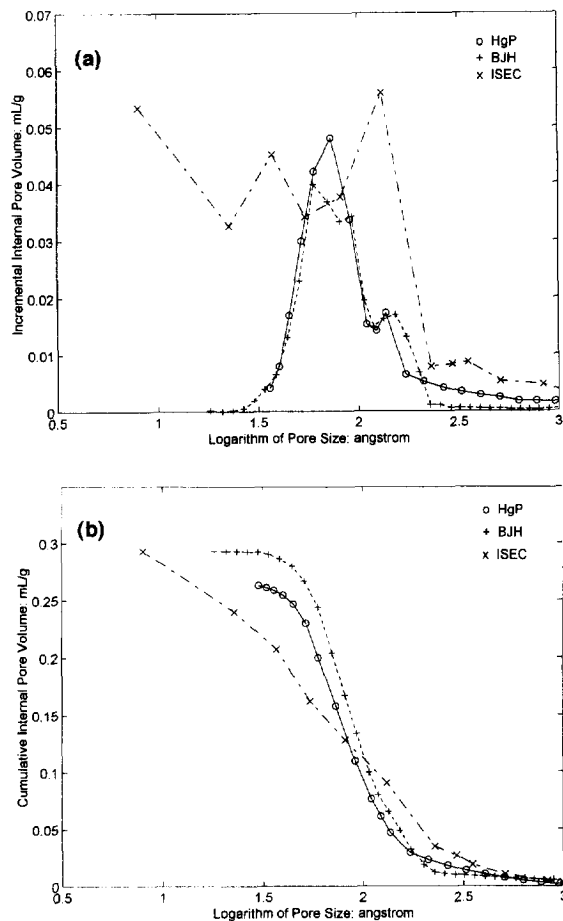 0.07
0.06
0.05
0.04
0.03
0.02
0.01
0
Incremental Internal Pore Volume: mL/g
(a)
HgP
BJH
ISEC
0.5
1
1.5
2
2.5
3
Logarithm of Pore Size: angstrom
(b)
HgP
BJH
ISEC
0.3
0.25
0.2
0.15
0.1
0.05
0
Cumulative Internal Pore Volume: mL/g
0.5
1
1.5
2
2.5
3
Logarithm of Pore Size: angstrom